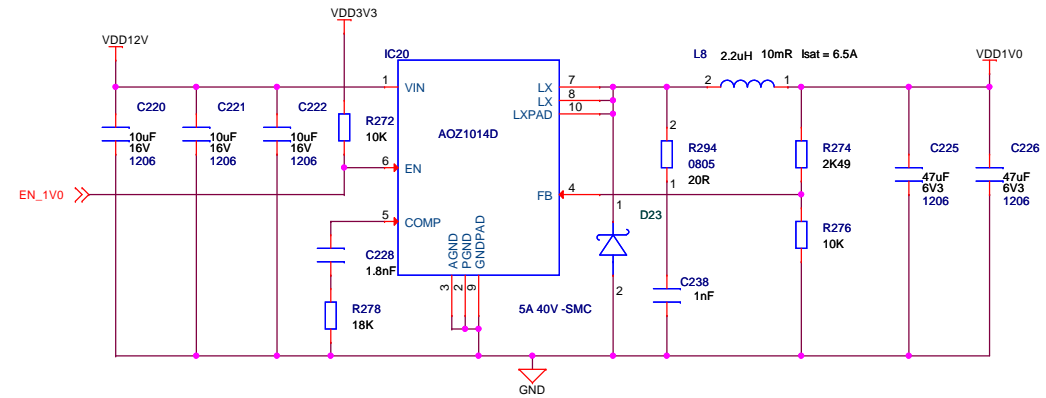 VDD3V3
VDD12V
IC20
L8 2.2uH 10mR Isat = 6.5A
VDD1V0
1 VIN
LX 7
2 1
LX 8
LXPAD 10
C220
10uF
16V
1206
C221
10uF
16V
1206
C222
10uF
16V
1206
R272
10K
AOZ1014D
2
R294
0805
20R
1
R274
2K49
C225
47uF
6V3
1206
C226
47uF
6V3
1206
6 EN
EN_1V0
FB 4
5 COMP
1
D23
2
R276
10K
C228
1.8nF
AGND
PGND
GNDPAD
3
2
9
R278
18K
5A 40V -SMC
C238
1nF
GND